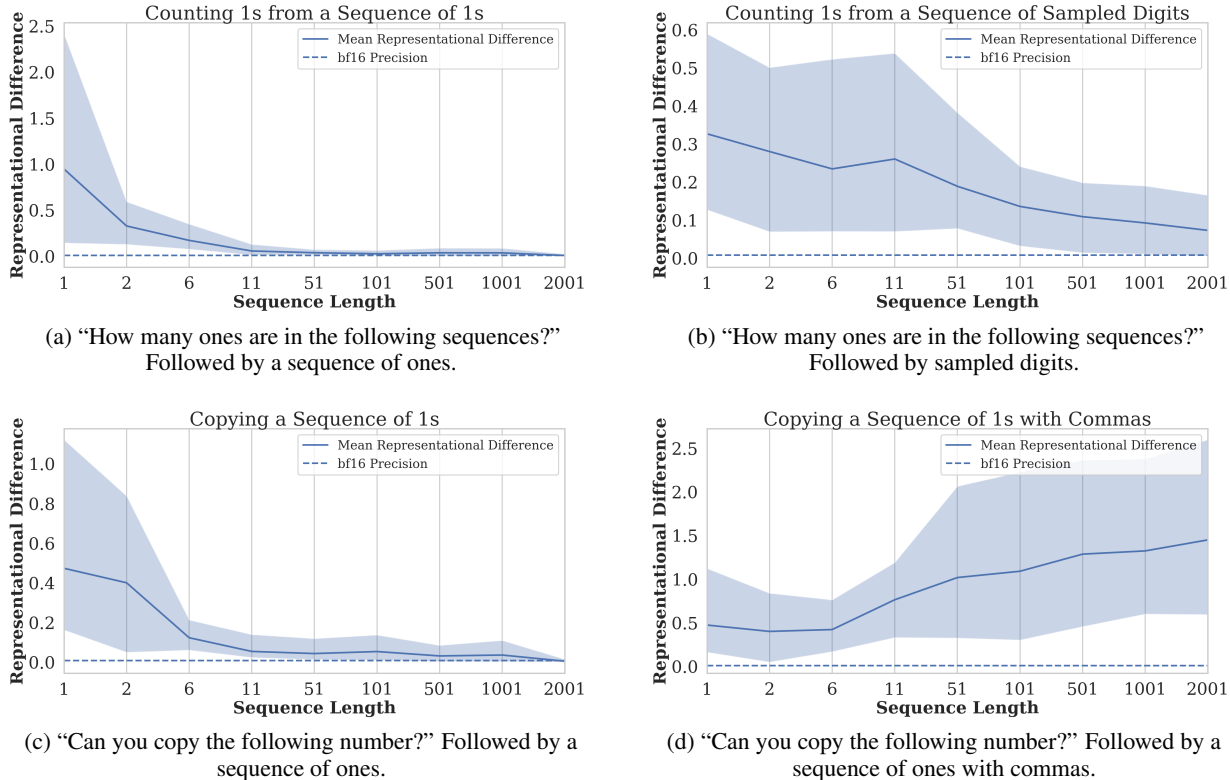 Counting 1s from a Sequence of 1s
Representational Difference
2.5
2.0
1.5
1.0
0.5
0.0
Mean Representational Difference
bf16 Precision
1 2 6 11 51 101 501 1001 2001
Sequence Length
(a) “How many ones are in the following sequences?”
Followed by a sequence of ones.
Counting 1s from a Sequence of Sampled Digits
Representational Difference
0.6
0.5
0.4
0.3
0.2
0.1
0.0
Mean Representational Difference
bf16 Precision
1 2 6 11 51 101 501 1001 2001
Sequence Length
(b) “How many ones are in the following sequences?”
Followed by sampled digits.
Copying a Sequence of 1s
Representational Difference
1.0
0.8
0.6
0.4
0.2
0.0
Mean Representational Difference
bf16 Precision
1 2 6 11 51 101 501 1001 2001
Sequence Length
(c) “Can you copy the following number?” Followed by a
sequence of ones.
Copying a Sequence of 1s with Commas
Representational Difference
2.5
2.0
1.5
1.0
0.5
0.0
Mean Representational Difference
bf16 Precision
1 2 6 11 51 101 501 1001 2001
Sequence Length
(d) “Can you copy the following number?” Followed by a
sequence of ones with commas.